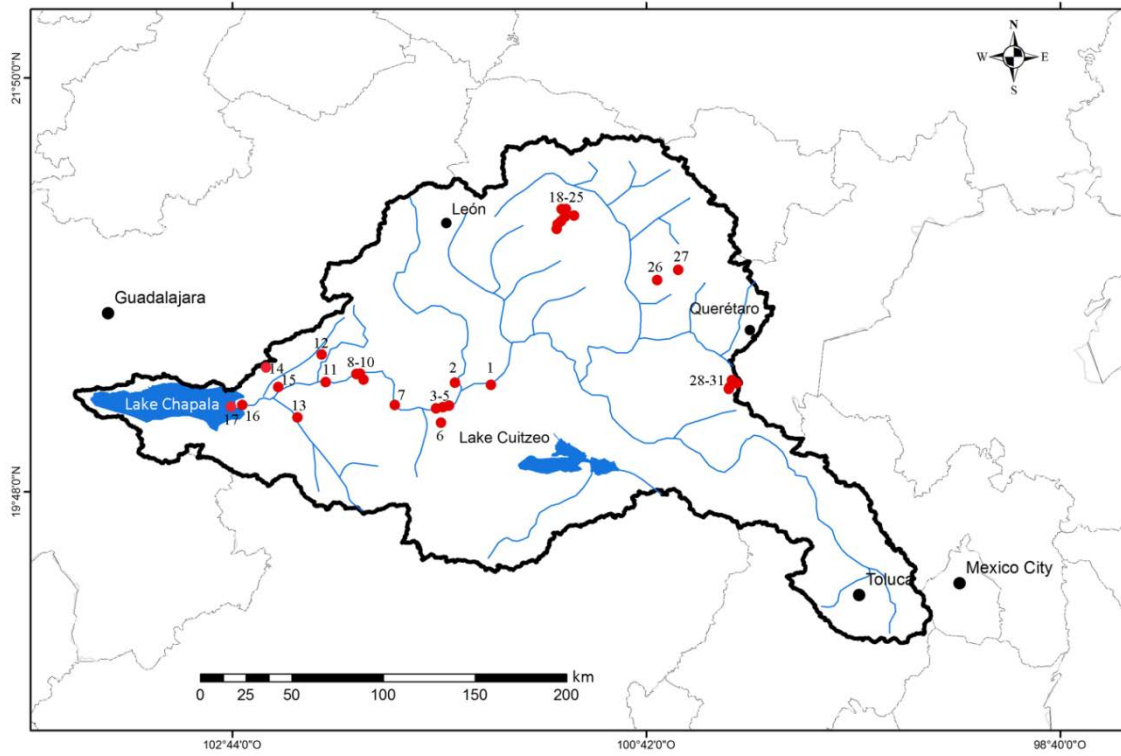 N
W E
S
21°50'0"N
18-25
León
27
26
Guadalajara
Querétaro
12
14
8-10
2
1
11
15
28-31
7
3-5
Lake Chapala
16
17
13
6
Lake Cuitzeo
19°48'0"N
Mexico City
Toluca
km
0 25 50 100 150 200
102°44'0"O
100°42'0"O
98°40'0"O